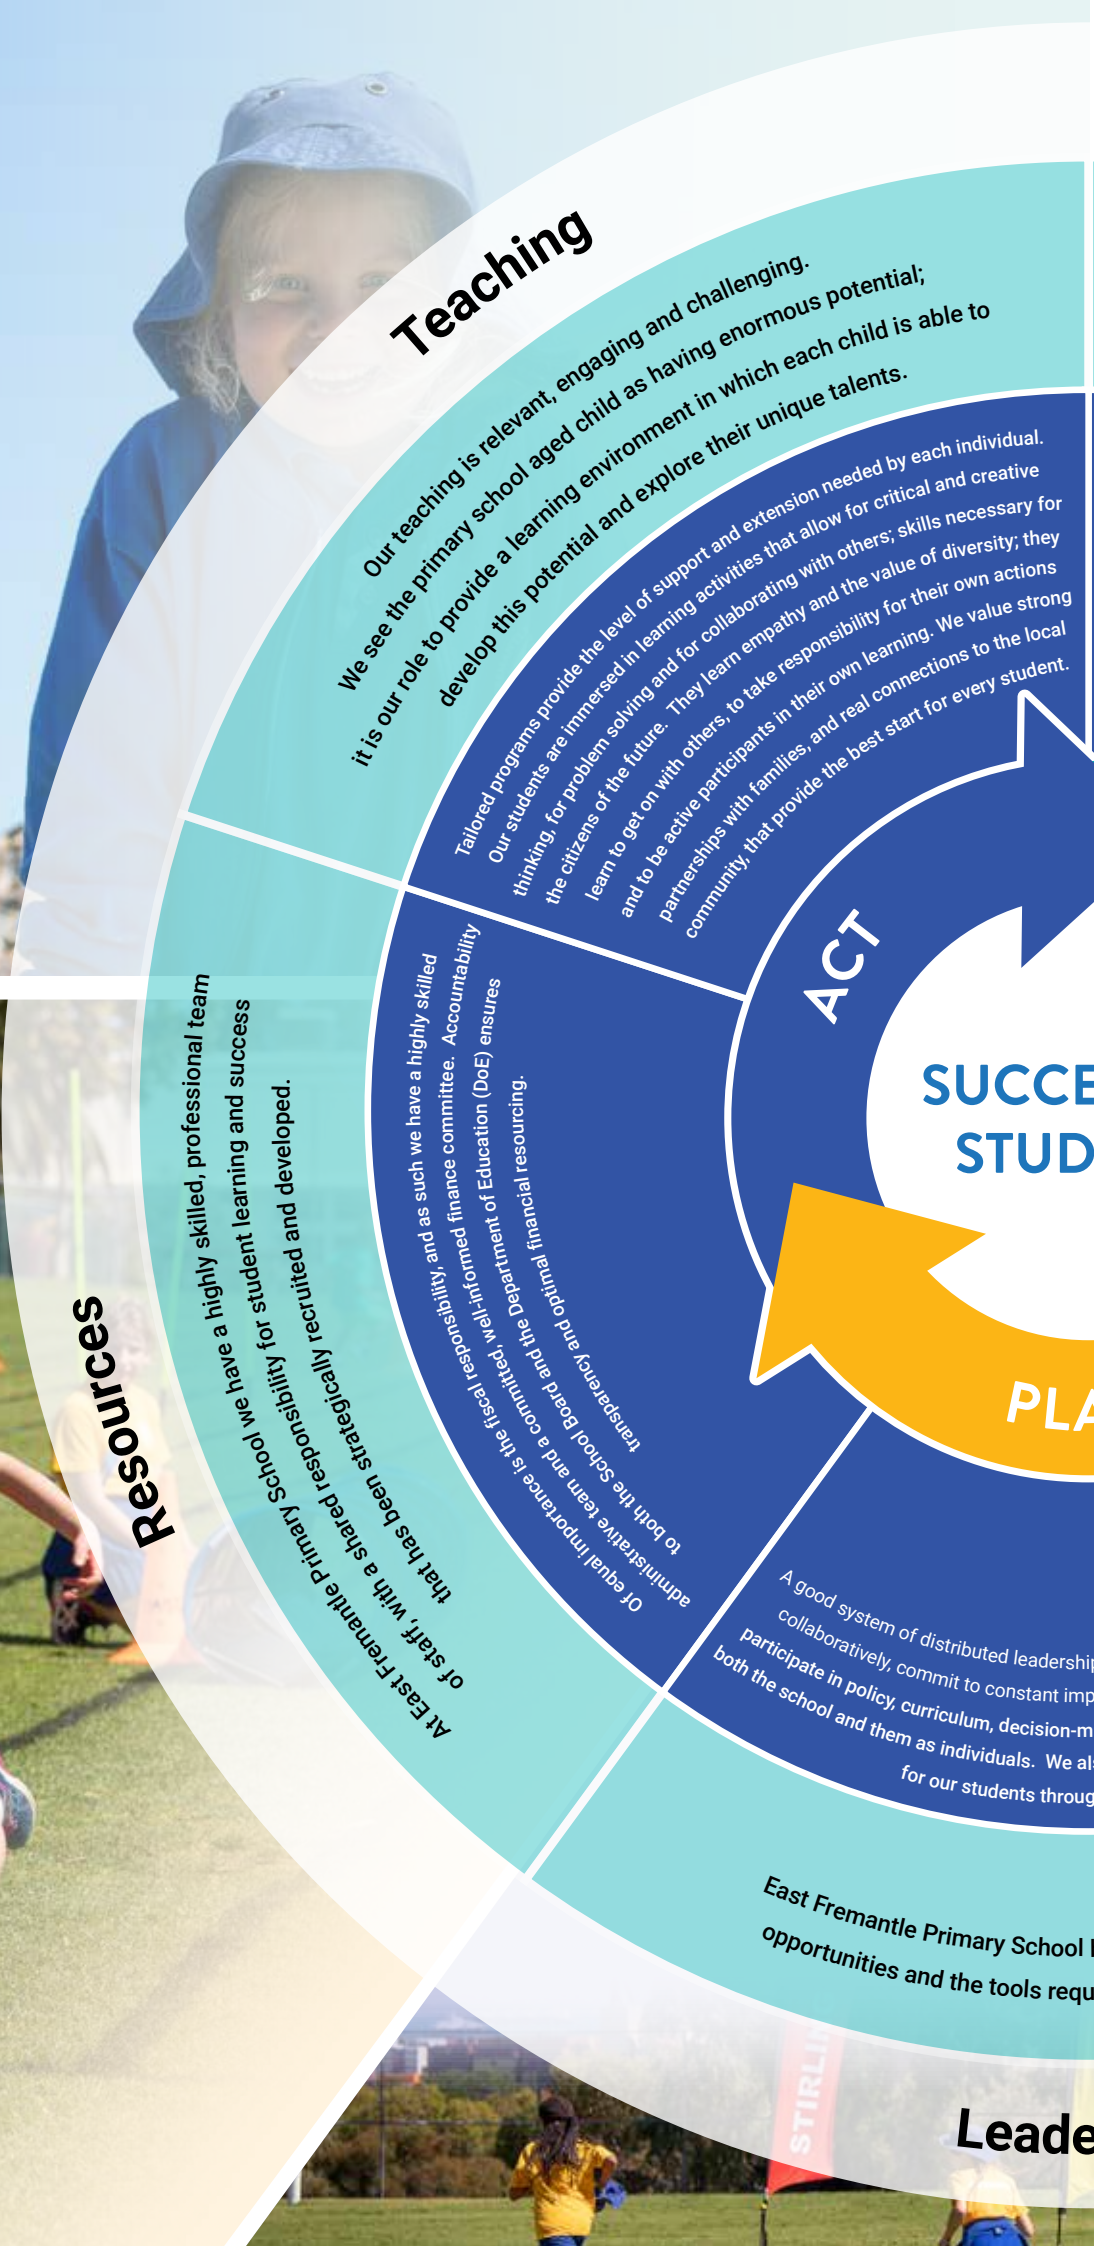 Teaching
Our teaching is relevant, engaging and challenging.
We see the primary school aged child as having enormous potential;
it is our role to provide a learning environment in which each child is able to
develop this potential and explore their unique talents.
Tailored programs provide the level of support and extension needed by each individual.
Our students are immersed in learning activities that allow for critical and creative
thinking, for problem solving and for collaborating with others; skills necessary for
the citizens of the future. They learn empathy and the value of diversity; they
learn to get on with others, to take responsibility for their own actions
and to be active participants in their own learning. We value strong
partnerships with families, and real connections to the local
community, that provide the best start for every student.
ACT
SUCCE
STUD
PLA
Resources
At East Fremantle Primary School we have a highly skilled, professional team
of staff, with a shared responsibility for student learning and success
that has been strategically recruited and developed.
Of equal importance is the fiscal responsibility, and as such we have a highly skilled
administrative team and a committed, well-informed finance committee. Accountability
to both the School Board and the Department of Education (DoE) ensures
transparency and optimal financial resourcing.
A good system of distributed leadership
collaboratively, commit to constant imp
participate in policy, curriculum, decision-m
both the school and them as individuals. We als
for our students throug
East Fremantle Primary School
opportunities and the tools requ
STIRLIN
Leade